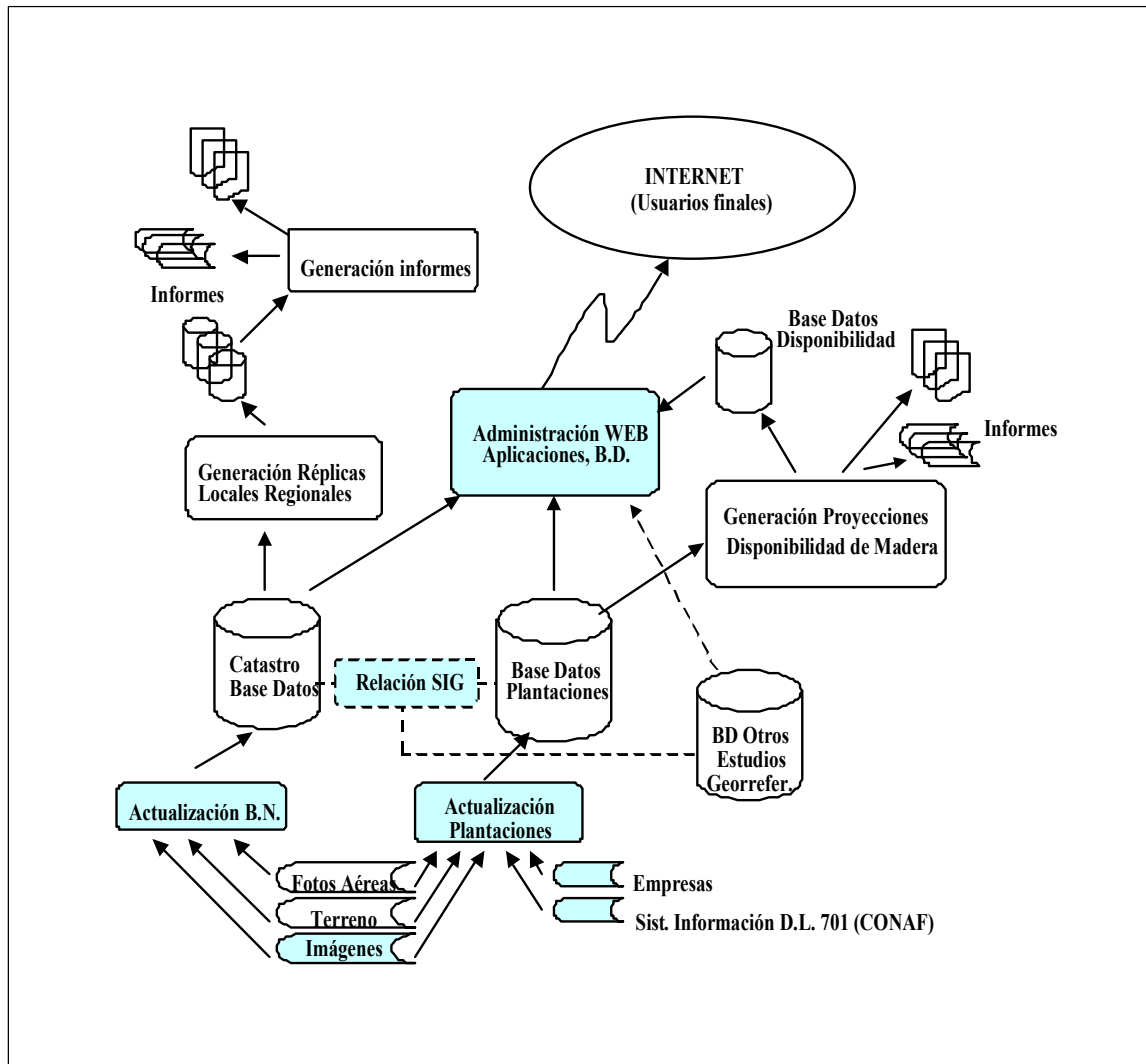 INTERNET
(Usuarios finales)
Generación informes
Informes
Base Datos
Disponibilidad
Administración WEB
Aplicaciones, B.D.
Informes
Generación Réplicas
Locales Regionales
Generación Proyecciones
Disponibilidad de Madera
Catastro
Base Datos
Relación SIG
Base Datos
Plantaciones
BD Otros
Estudios
Georrefer.
Actualización B.N.
Actualización
Plantaciones
Fotos Aéreas
Terreno
Imágenes
Empresas
Sist. Información D.L. 701 (CONAF)